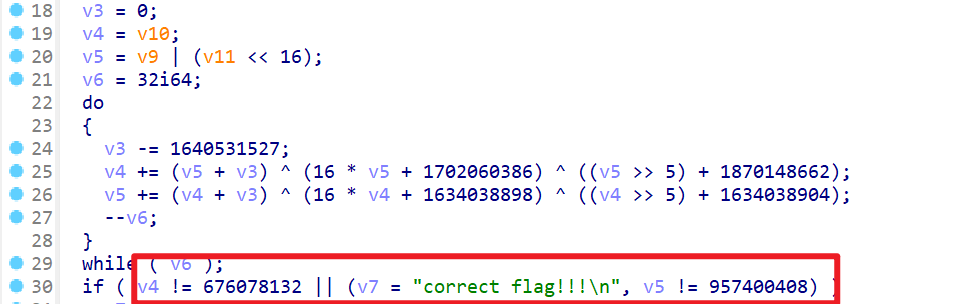 18 v3 = 0;
19 v4 = v10;
20 v5 = v9 | (v11 << 16);
21 v6 = 32i64;
22 do
23 {
24 v3 -= 1640531527;
25 v4 += (v5 + v3) ^ (16 * v5 + 1702060386) ^ ((v5 >> 5) + 1870148662);
26 v5 += (v4 + v3) ^ (16 * v4 + 1634038898) ^ ((v4 >> 5) + 1634038904);
27 --v6;
28 }
29 while ( v6 );
30 if ( v4 != 676078132 || (v7 = "correct flag!!!\n", v5 != 957400408) )